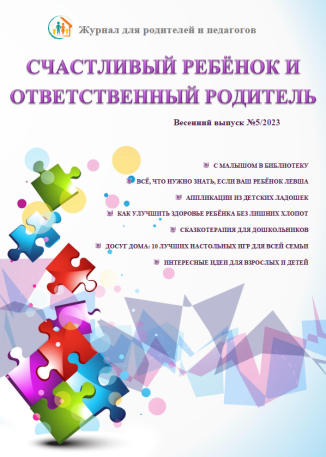 Журнал для родителей и педагогов
СЧАСТЛИВЫЙ РЕБЁНОК И
ОТВЕТСТВЕННЫЙ РОДИТЕЛЬ
Весенний выпуск №5/2023
С МАЛЫШОМ В БИБЛИОТЕКУ
ВСЁ, ЧТО НУЖНО ЗНАТЬ, ЕСЛИ ВАШ РЕБЁНОК ЛЕВША
АППЛИКАЦИИ ИЗ ДЕТСКИХ ЛАДОШЕК
КАК УЛУЧШИТЬ ЗДОРОВЬЕ РЕБЁНКА БЕЗ ЛИШНИХ ХЛОПОТ
СКАЗКОТЕРАПИЯ ДЛЯ ДОШКОЛЬНИКОВ
ДОСУГ ДОМА: 10 ЛУЧШИХ НАСТОЛЬНЫХ ИГР ДЛЯ ВСЕЙ СЕМЬИ
ИНТЕРЕСНЫЕ ИДЕИ ДЛЯ ВЗРОСЛЫХ И ДЕТЕЙ